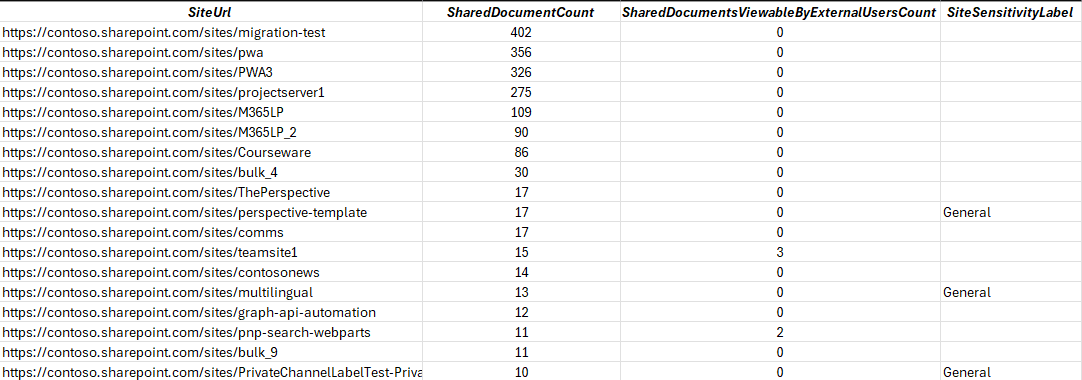 SiteUrl SharedDocumentCount SharedDocumentsViewableByExternalUsersCount SiteSensitivityLabel
https://contoso.sharepoint.com/sites/migration-test 402 0
https://contoso.sharepoint.com/sites/pwa 356 0
https://contoso.sharepoint.com/sites/PWA3 326 0
https://contoso.sharepoint.com/sites/projectserver1 275 0
https://contoso.sharepoint.com/sites/M365LP 109 0
https://contoso.sharepoint.com/sites/M365LP_2 90 0
https://contoso.sharepoint.com/sites/Courseware 86 0
https://contoso.sharepoint.com/sites/bulk_4 30 0
https://contoso.sharepoint.com/sites/ThePerspective 17 0
https://contoso.sharepoint.com/sites/perspective-template 17 0 General
https://contoso.sharepoint.com/sites/comms 17 0
https://contoso.sharepoint.com/sites/teamsite1 15 3
https://contoso.sharepoint.com/sites/contosonews 14 0
https://contoso.sharepoint.com/sites/multilingual 13 0 General
https://contoso.sharepoint.com/sites/graph-api-automation 12 0
https://contoso.sharepoint.com/sites/pnp-search-webparts 11 2
https://contoso.sharepoint.com/sites/bulk_9 11 0
https://contoso.sharepoint.com/sites/PrivateChannelLabelTest-Priva 10 0 General